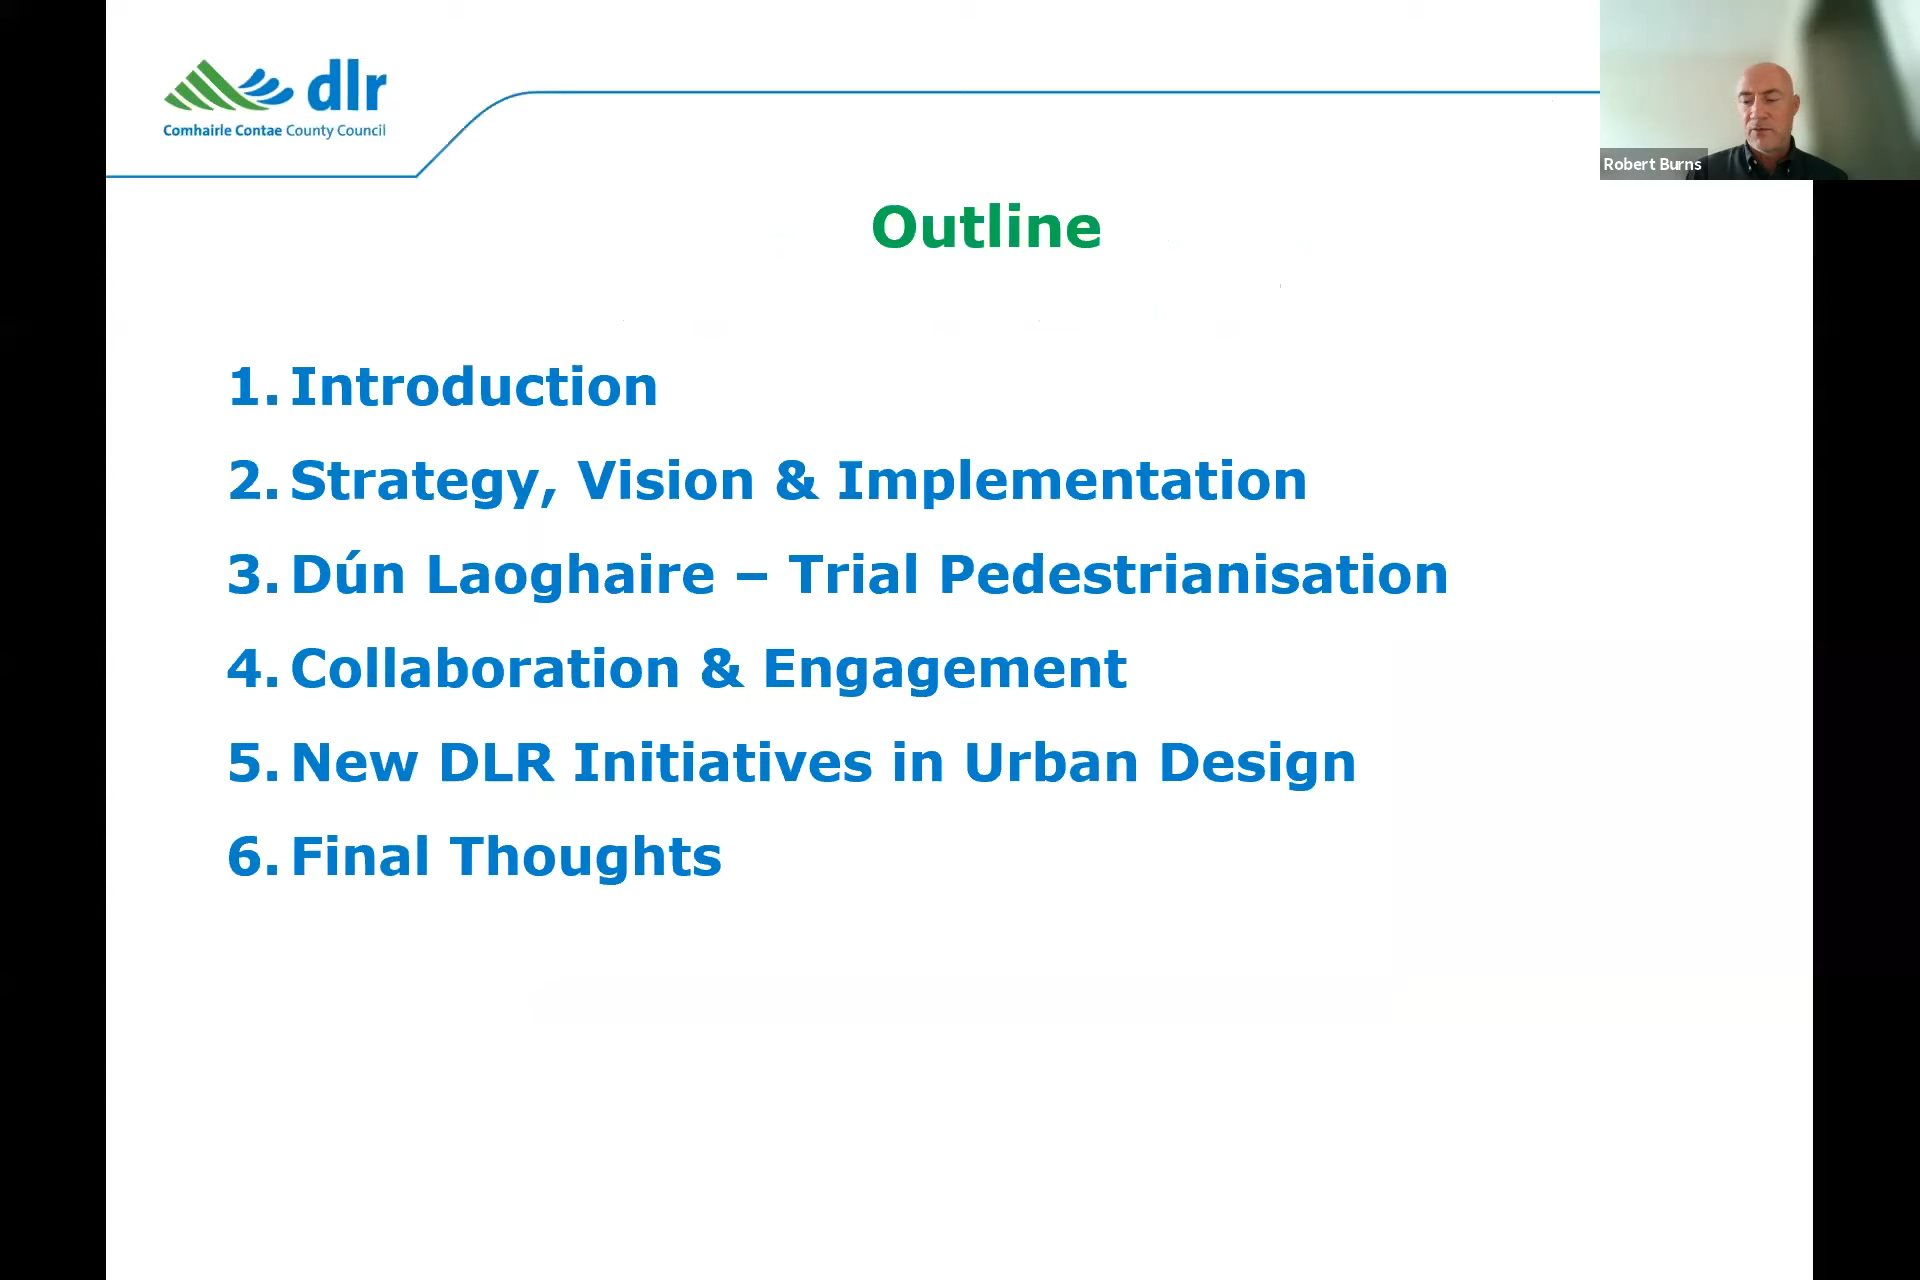 dlr
Comhairle Contae County Council
Robert Burns
Outline
1. Introduction
2. Strategy, Vision & Implementation
3. Dún Laoghaire – Trial Pedestrianisation
4. Collaboration & Engagement
5. New DLR Initiatives in Urban Design
6. Final Thoughts